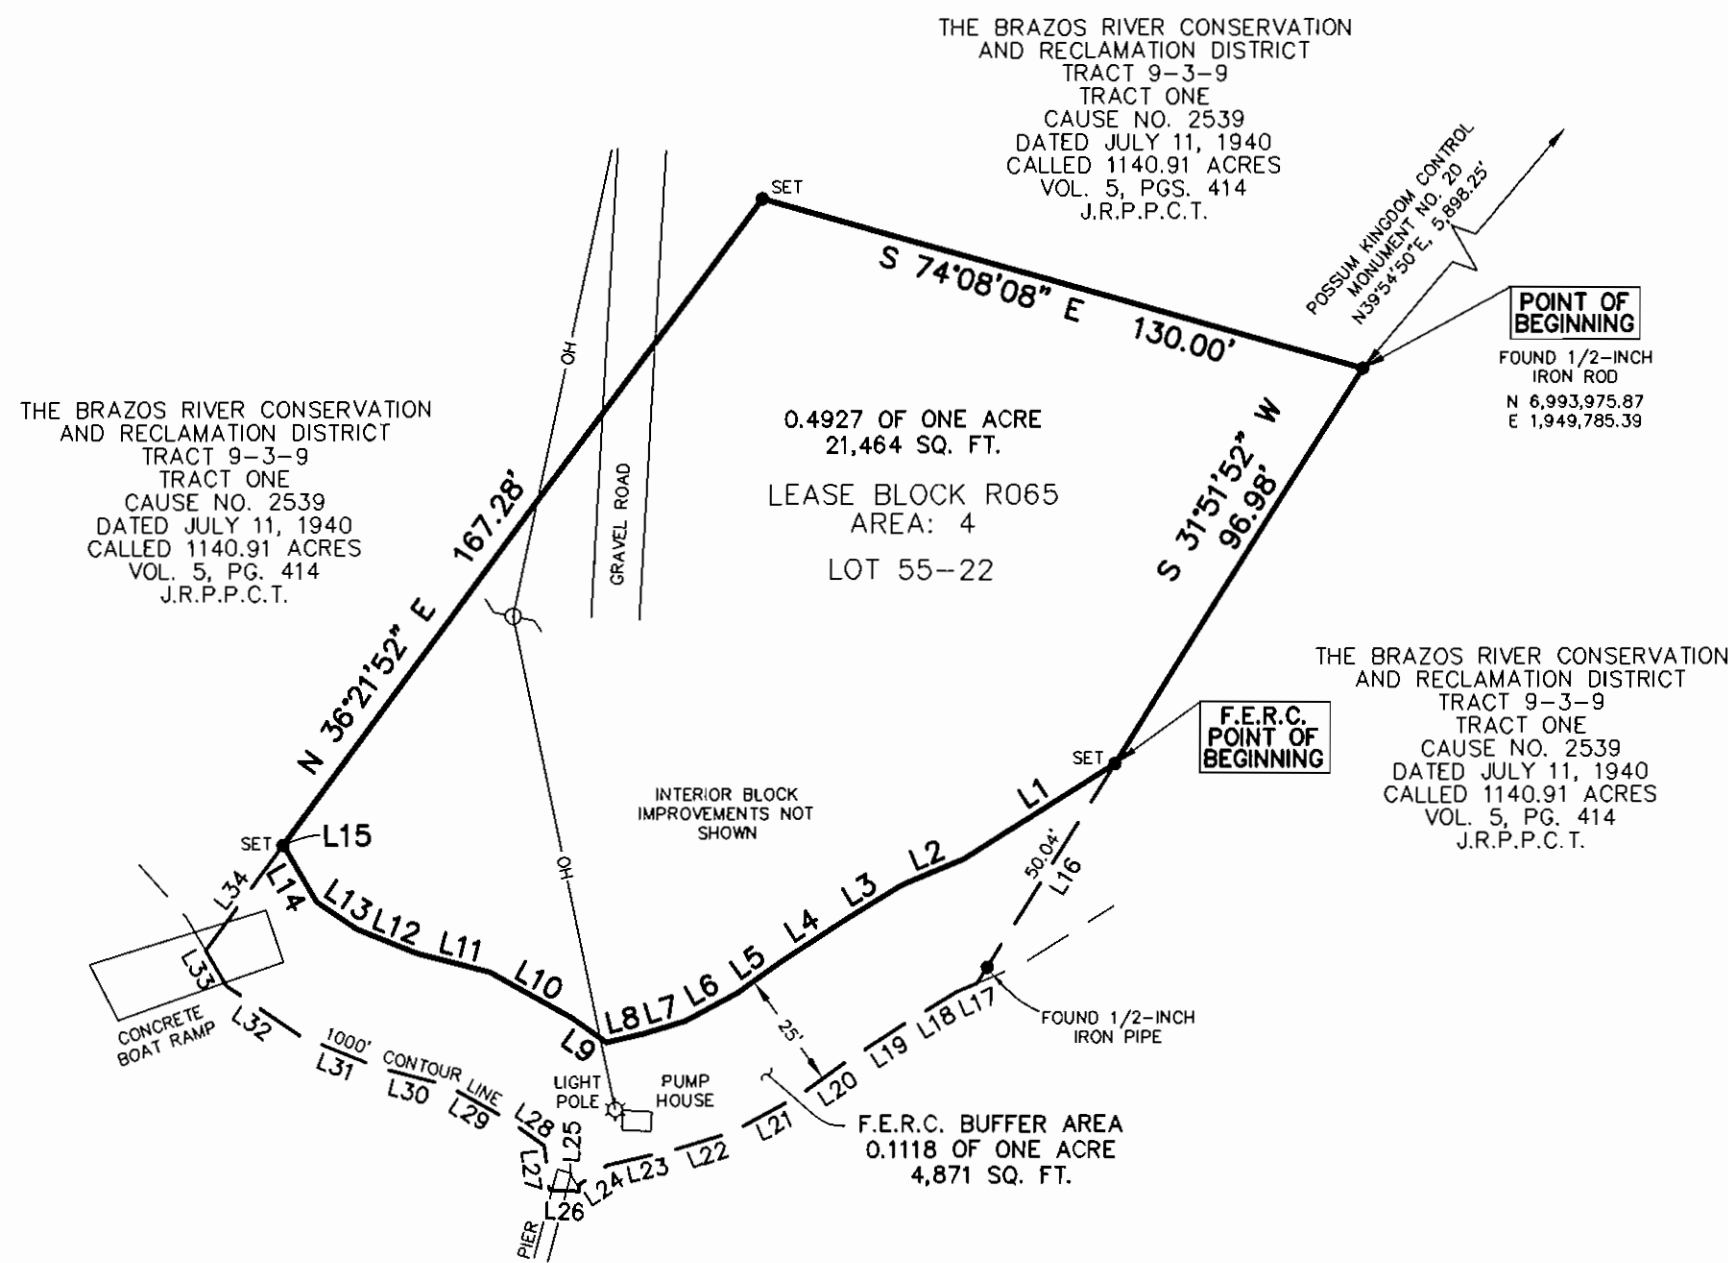 THE BRAZOS RIVER CONSERVATION
AND RECLAMATION DISTRICT
TRACT 9-3-9
TRACT ONE
CAUSE NO. 2539
DATED JULY 11, 1940
CALLED 1140.91 ACRES
VOL. 5, PGS. 414
J.R.P.P.C.T.
POSSUM KINGDOM CONTROL
MONUMENT NO. 20
N39°54'50"E, 5,898.25'
SET
S 74°08'08" E 130.00'
POINT OF
BEGINNING
FOUND 1/2-INCH
IRON ROD
N 6,993,975.87
E 1,949,785.39
OH
THE BRAZOS RIVER CONSERVATION
AND RECLAMATION DISTRICT
TRACT 9-3-9
TRACT ONE
CAUSE NO. 2539
DATED JULY 11, 1940
CALLED 1140.91 ACRES
VOL. 5, PG. 414
J.R.P.P.C.T.
N 36°21'52" E 167.28'
GRAVEL ROAD
0.4927 OF ONE ACRE
21,464 SQ. FT.
LEASE BLOCK R065
AREA: 4
LOT 55-22
S 31°51'52" W
96.98'
THE BRAZOS RIVER CONSERVATION
AND RECLAMATION DISTRICT
TRACT 9-3-9
TRACT ONE
CAUSE NO. 2539
DATED JULY 11, 1940
CALLED 1140.91 ACRES
VOL. 5, PG. 414
J.R.P.P.C.T.
F.E.R.C.
POINT OF
BEGINNING
SET
INTERIOR BLOCK
IMPROVEMENTS NOT
SHOWN
OH
SET
L15
L14
L13
L12
L11
L10
L9
L8
L7
L6
L5
L4
L3
L2
L1
50.04'
L16
L34
L33
CONCRETE
BOAT RAMP
L32
1000' CONTOUR LINE
L31
L30
L29
L28
L27
L25
L26
PIER
LIGHT
POLE
PUMP
HOUSE
25'
L24
L23
L22
L21
L20
L19
L18
L17
FOUND 1/2-INCH
IRON PIPE
F.E.R.C. BUFFER AREA
0.1118 OF ONE ACRE
4,871 SQ. FT.